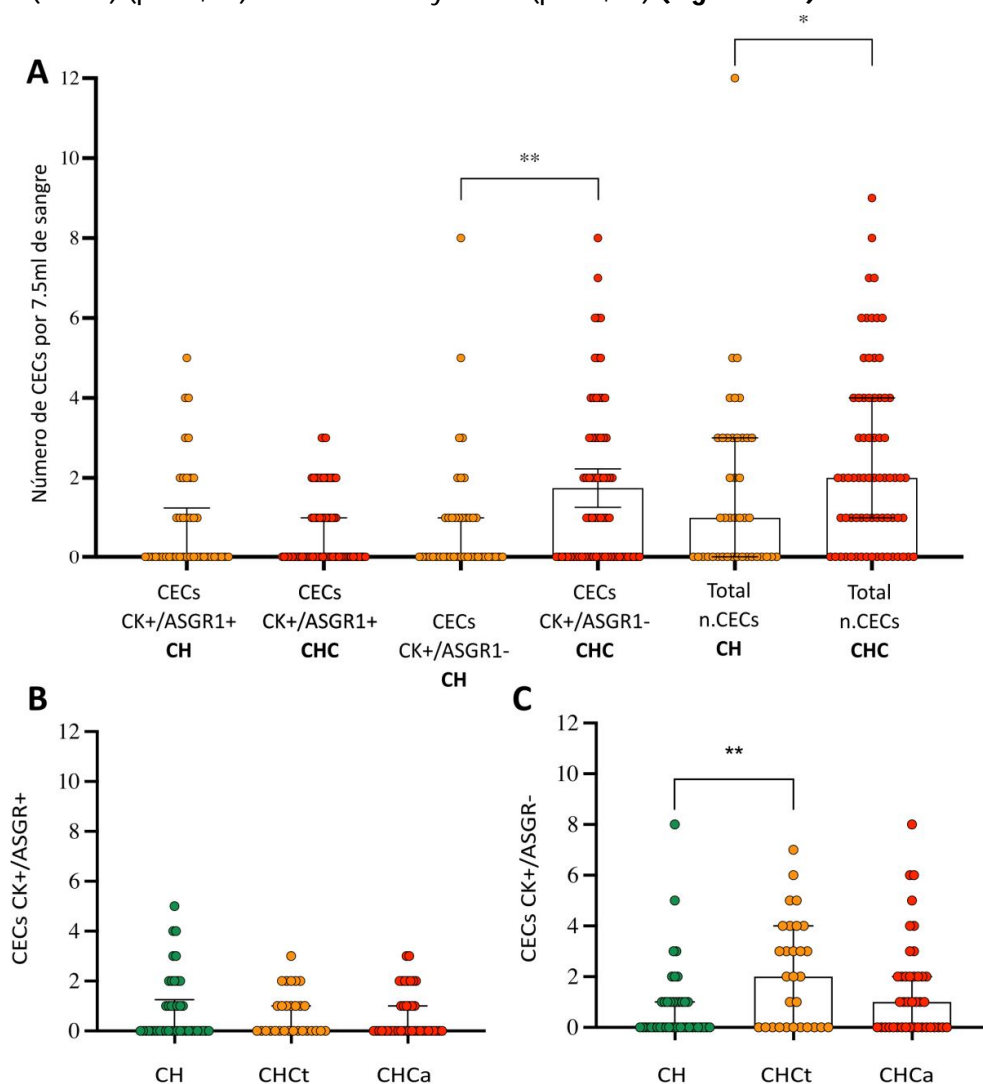 A
*
**
Número de CECs por 7.5ml de sangre
12
10
8
6
4
2
0
CECs
CK+/ASGR1+
CH
CECs
CK+/ASGR1+
CHC
CECs
CK+/ASGR1-
CH
CECs
CK+/ASGR1-
CHC
Total
n.CECs
CH
Total
n.CECs
CHC
B
CECs CK+/ASGR+
12
10
8
6
4
2
0
CH
CHCt
CHCa
C
**
CECs CK+/ASGR-
12
10
8
6
4
2
0
CH
CHCt
CHCa